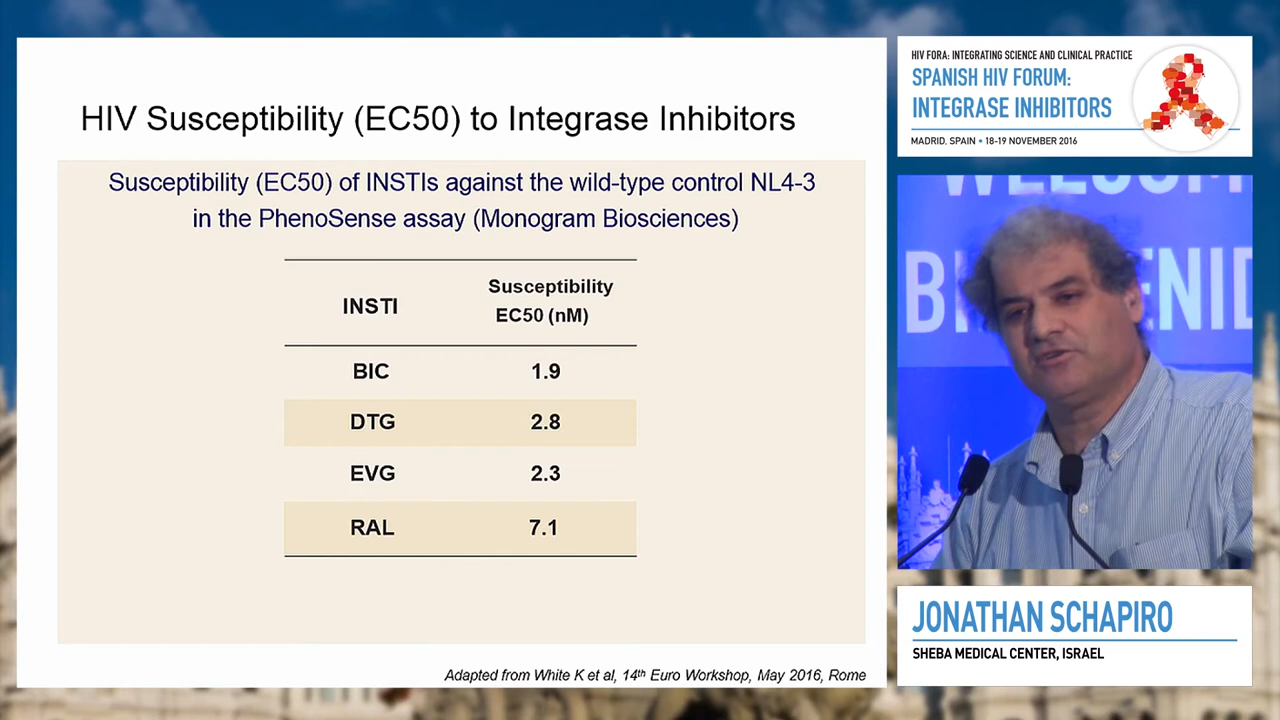 HIV Susceptibility (EC50) to Integrase Inhibitors
Susceptibility (EC50) of INSTIs against the wild-type control NL4-3
in the PhenoSense assay (Monogram Biosciences)
INSTI
Susceptibility
EC50 (nM)
BIC 1.9
DTG 2.8
EVG 2.3
RAL 7.1
Adapted from White K et al, 14th Euro Workshop, May 2016, Rome
HIV FORA: INTEGRATING SCIENCE AND CLINICAL PRACTICE
SPANISH HIV FORUM:
INTEGRASE INHIBITORS
MADRID, SPAIN • 18-19 NOVEMBER 2016
JONATHAN SCHAPIRO
SHEBA MEDICAL CENTER, ISRAEL